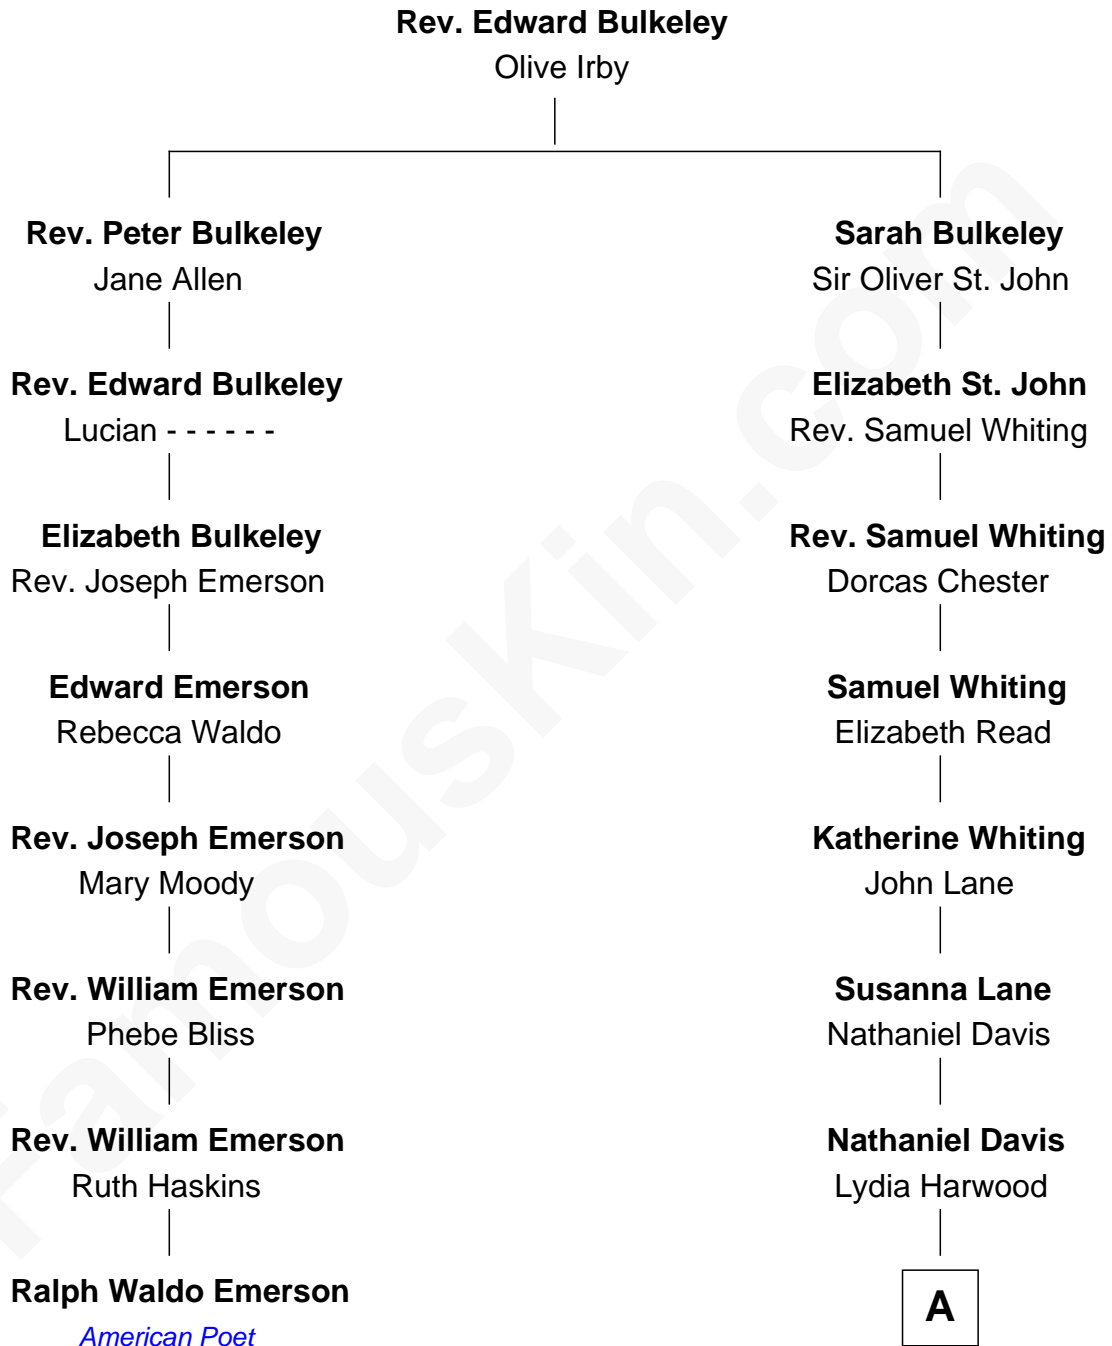 Rev. Edward Bulkeley
Olive Irby
Rev. Peter Bulkeley
Jane Allen
Sarah Bulkeley
Sir Oliver St. John
Rev. Edward Bulkeley
Lucian - - - - - -
Elizabeth St. John
Rev. Samuel Whiting
Elizabeth Bulkeley
Rev. Joseph Emerson
Rev. Samuel Whiting
Dorcas Chester
Edward Emerson
Rebecca Waldo
Samuel Whiting
Elizabeth Read
Rev. Joseph Emerson
Mary Moody
Katherine Whiting
John Lane
Rev. William Emerson
Phebe Bliss
Susanna Lane
Nathaniel Davis
Rev. William Emerson
Ruth Haskins
Nathaniel Davis
Lydia Harwood
Ralph Waldo Emerson
American Poet
A
FamousKin.com